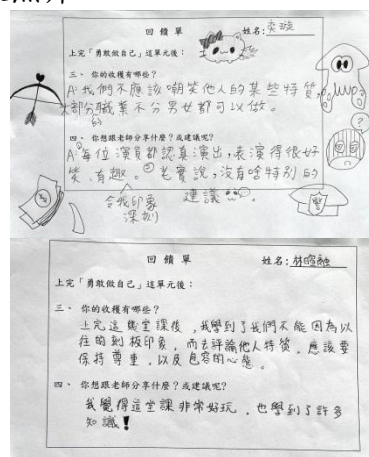 回饋單 姓名:奕璇
上完「勇敢做自己」這單元後:
三、你的收穫有哪些?
A:我們不應該嘲笑他人的某些特質,
大部分的職業不分男女都可以做。
四、你想跟老師分享什麼?或建議呢?
A:①每位演員都認真演出,表演得很好
笑、有趣。②老實說,沒有啥特別的
令我印象深刻
建議
回饋單 姓名:林
上完「勇敢做自己」這單元後:
三、你的收穫有哪些?
上完這幾堂課後,我學到了我們不能因為以
往的刻板印象,而去評論他人特質,應該要
保持尊重,以及包容的心態。
四、你想跟老師分享什麼?或建議呢?
我覺得這堂課非常好玩,也學到了許多
知識!